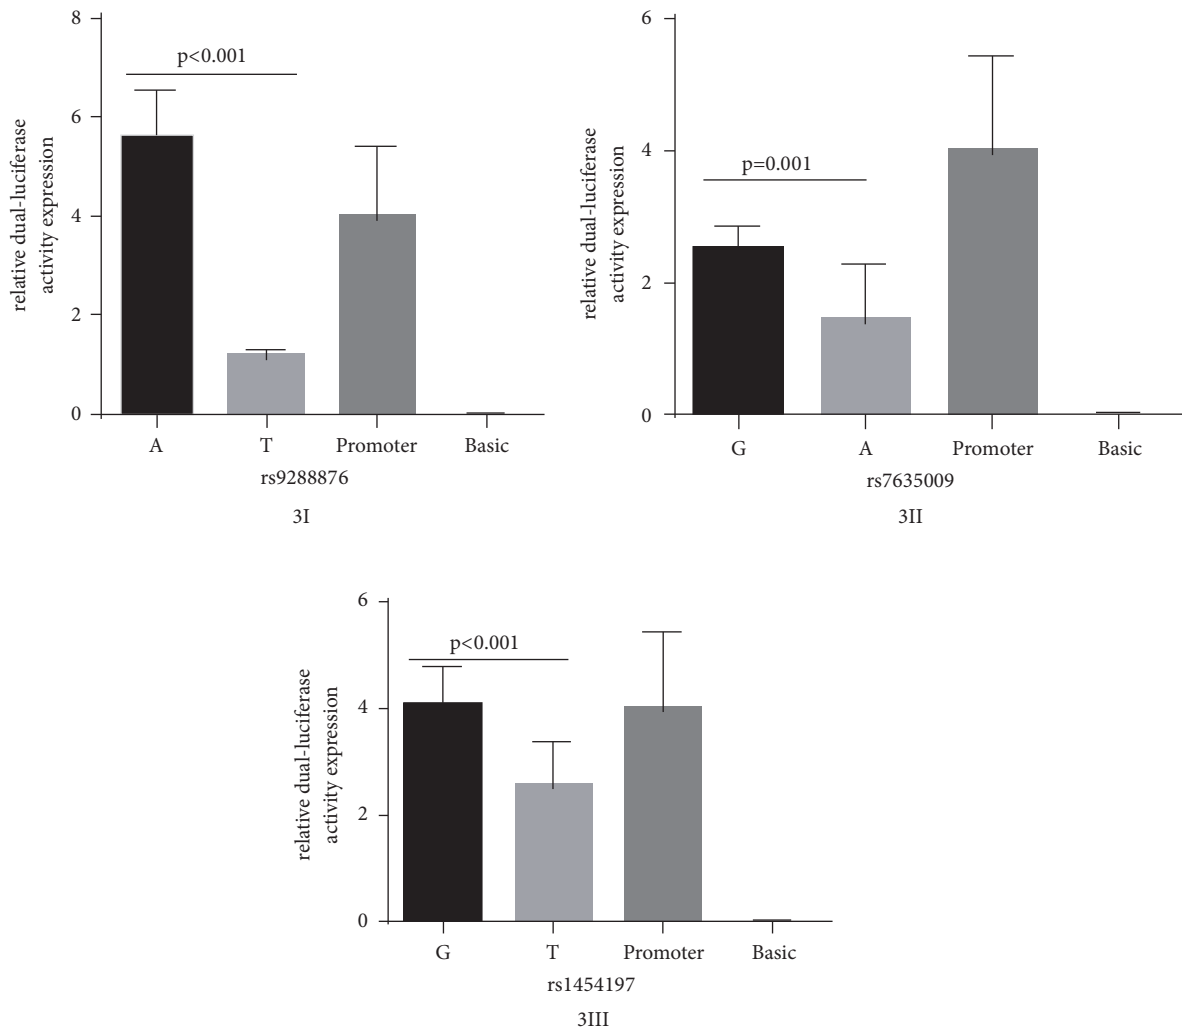 8
6
4
2
0
relative dual-luciferase
activity expression
p<0.001
A T Promoter Basic
rs9288876
3I
6
4
2
0
relative dual-luciferase
activity expression
p=0.001
G A Promoter Basic
rs7635009
3II
6
4
2
0
relative dual-luciferase
activity expression
p<0.001
G T Promoter Basic
rs1454197
3III